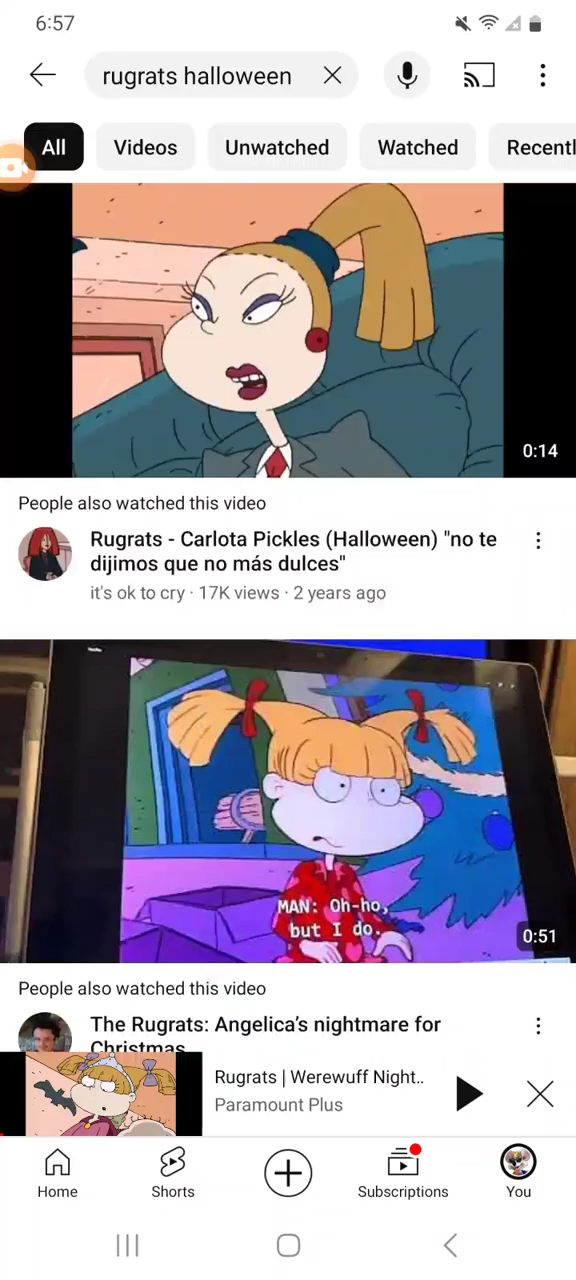 6:57
rugrats halloween
All
Videos
Unwatched
Watched
Recentl
0:14
People also watched this video
Rugrats - Carlota Pickles (Halloween) "no te
dijimos que no más dulces"
it's ok to cry · 17K views · 2 years ago
MAN: Oh-ho,
but I do.
0:51
People also watched this video
The Rugrats: Angelica's nightmare for
Christmas
Rugrats | Werewuff Night..
Paramount Plus
Home
Shorts
Subscriptions
You